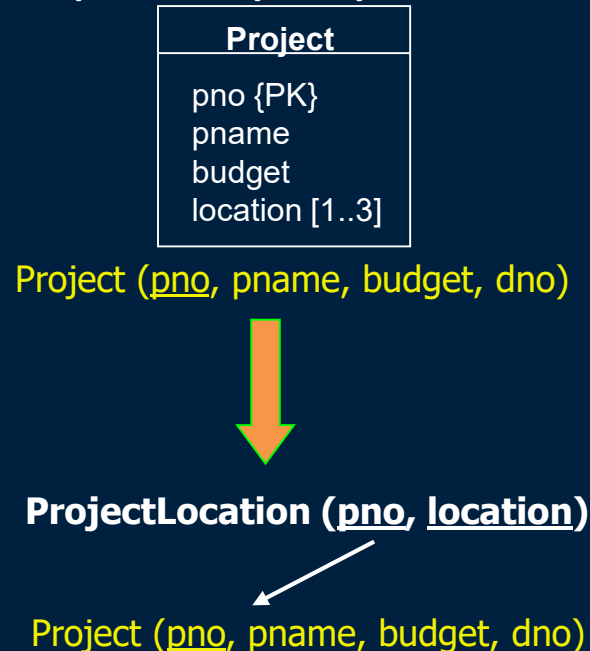 Project
pno {PK}
pname
budget
location [1..3]
Project (pno, pname, budget, dno)
ProjectLocation (pno, location)
Project (pno, pname, budget, dno)